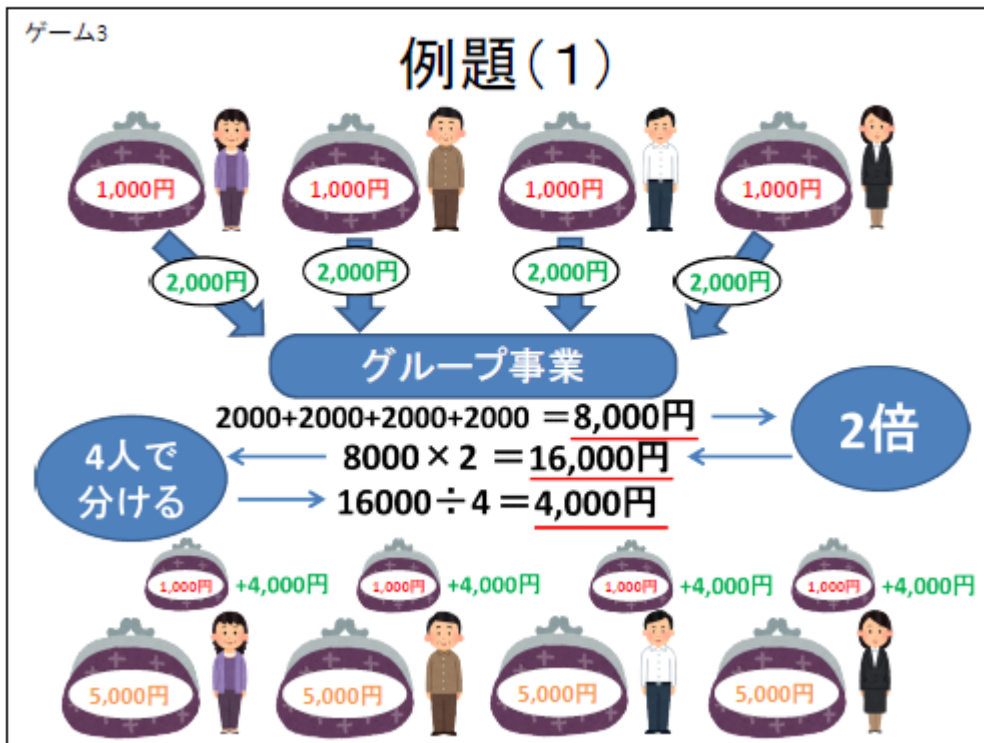 ゲーム3
例題(1)
1,000円 1,000円 1,000円 1,000円
2,000円 2,000円 2,000円 2,000円
グループ事業
2000+2000+2000+2000 =8,000円
2倍
8000×2 =16,000円
4人で
分ける
16000÷4=4,000円
1,000円 +4,000円 1,000円 +4,000円 1,000円 +4,000円 1,000円 +4,000円
5,000円 5,000円 5,000円 5,000円